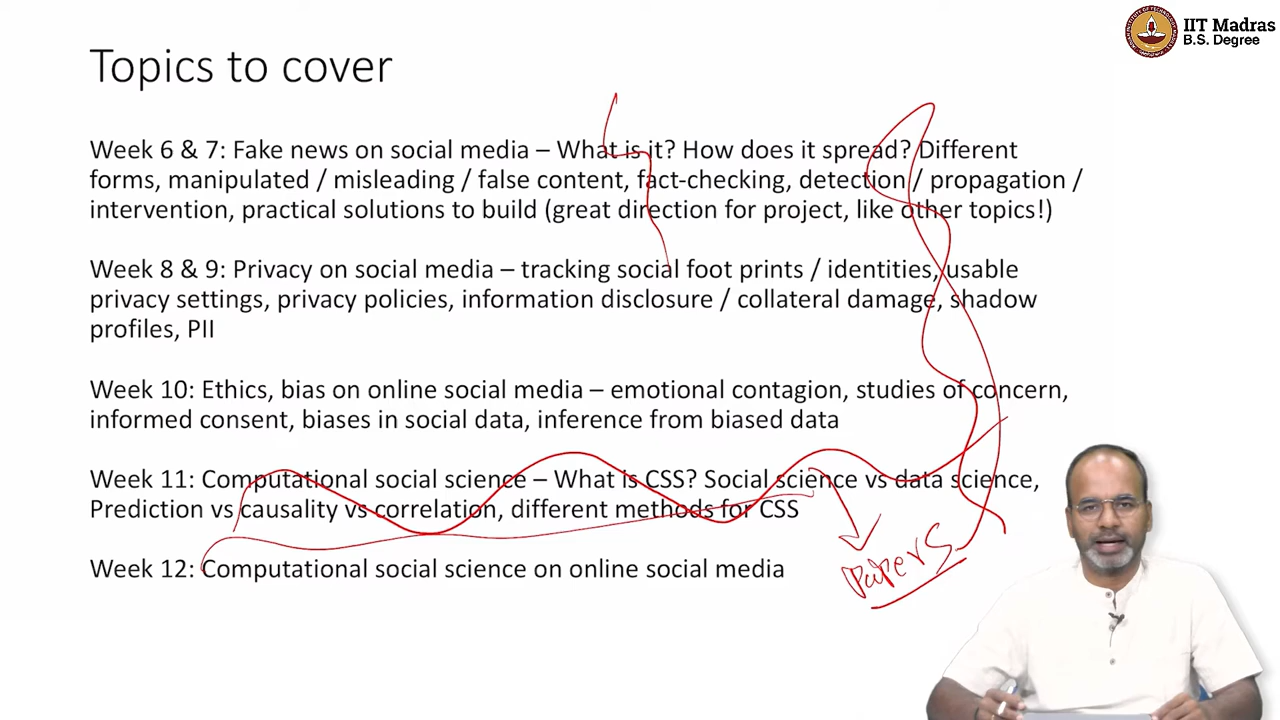 IIT Madras
B.S. Degree
Topics to cover
Week 6 & 7: Fake news on social media – What is it? How does it spread? Different
forms, manipulated / misleading / false content, fact-checking, detection / propagation /
intervention, practical solutions to build (great direction for project, like other topics!)
Week 8 & 9: Privacy on social media – tracking social foot prints / identities, usable
privacy settings, privacy policies, information disclosure / collateral damage, shadow
profiles, PII
Week 10: Ethics, bias on online social media – emotional contagion, studies of concern,
informed consent, biases in social data, inference from biased data
Week 11: Computational social science – What is CSS? Social science vs data science,
Prediction vs causality vs correlation, different methods for CSS
Week 12: Computational social science on online social media
Papers